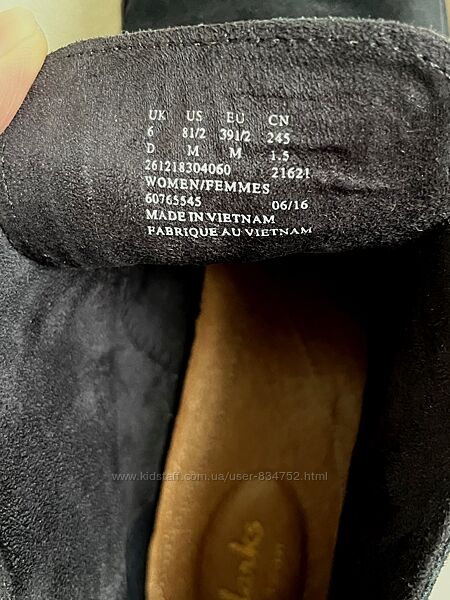 UK US EU CN
6 81/2 391/2 245
D M M 1.5
261218304060 21621
WOMEN/FEMMES
60765545 06/16
MADE IN VIETNAM
FABRIQUE AU VIETNAM
www.kidstaff.com.ua/user-834752.html